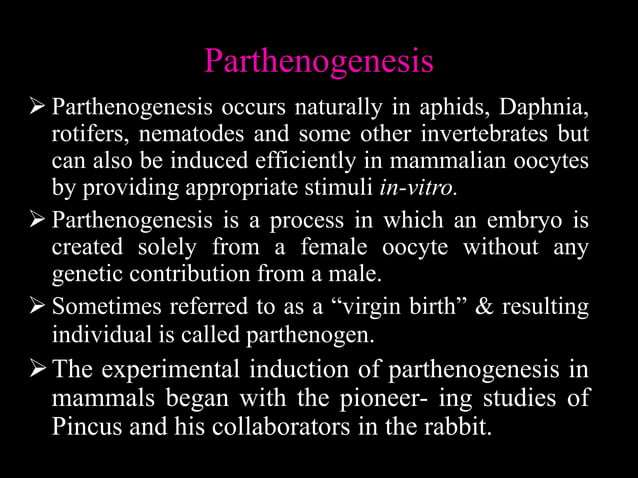 Parthenogenesis
➢ Parthenogenesis occurs naturally in aphids, Daphnia,
rotifers, nematodes and some other invertebrates but
can also be induced efficiently in mammalian oocytes
by providing appropriate stimuli in-vitro.
➢ Parthenogenesis is a process in which an embryo is
created solely from a female oocyte without any
genetic contribution from a male.
➢ Sometimes referred to as a “virgin birth” & resulting
individual is called parthenogen.
➢ The experimental induction of parthenogenesis in
mammals began with the pioneer- ing studies of
Pincus and his collaborators in the rabbit.